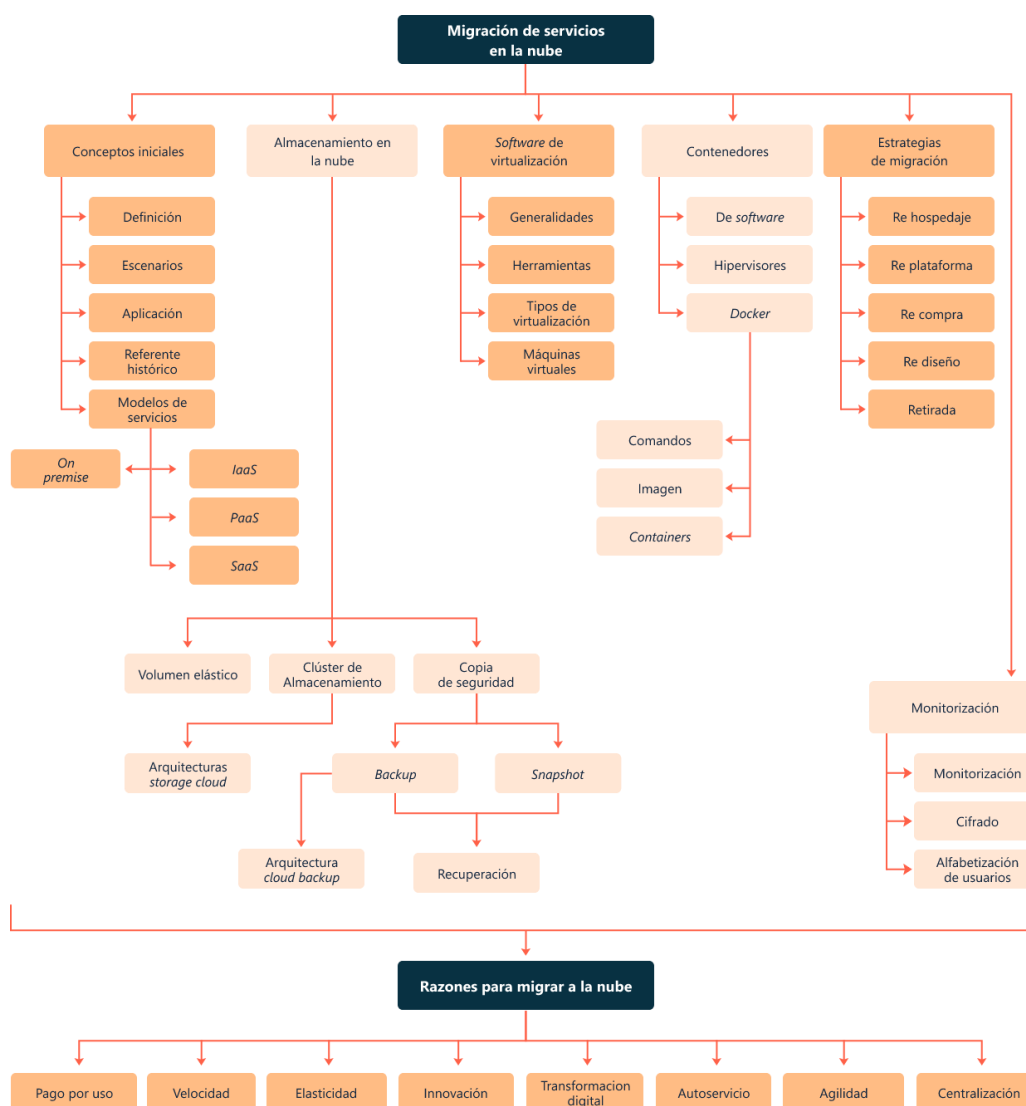 Migración de servicios
en la nube
Conceptos iniciales
Almacenamiento en
la nube
Software de
virtualización
Contenedores
Estrategias
de migración
Definición
Escenarios
Aplicación
Referente
histórico
Modelos de
servicios
On
premise
IaaS
PaaS
SaaS
Generalidades
Herramientas
Tipos de
virtualización
Máquinas
virtuales
De software
Hipervisores
Docker
Comandos
Imagen
Containers
Re hospedaje
Re plataforma
Re compra
Re diseño
Retirada
Volumen elástico
Clúster de
Almacenamiento
Copia
de seguridad
Arquitecturas
storage cloud
Backup
Snapshot
Arquitectura
cloud backup
Recuperación
Monitorización
Monitorización
Cifrado
Alfabetización
de usuarios
Razones para migrar a la nube
Pago por uso
Velocidad
Elasticidad
Innovación
Transformacion
digital
Autoservicio
Agilidad
Centralización